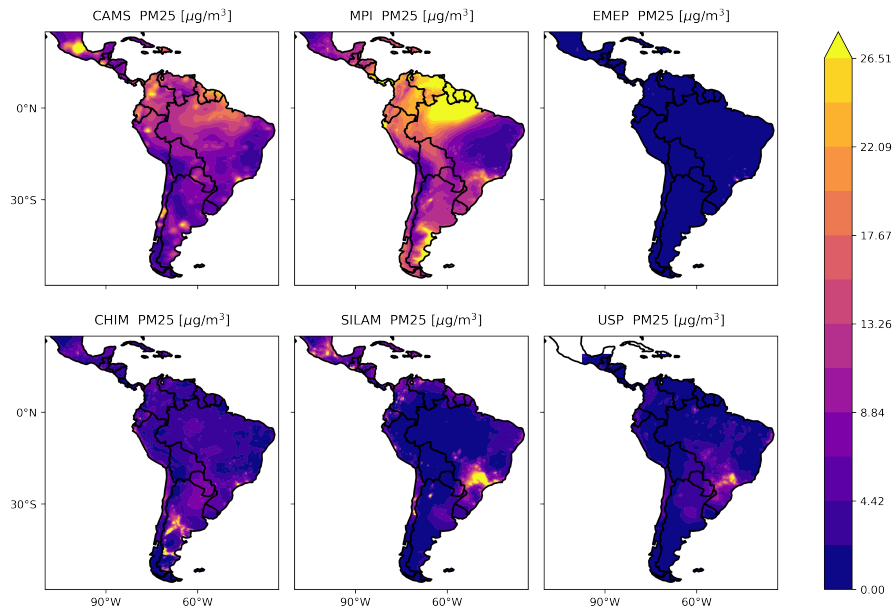 CAMS PM25 [μg/m³]
MPI PM25 [μg/m³]
EMEP PM25 [μg/m³]
0°N
30°S
CHIM PM25 [μg/m³]
SILAM PM25 [μg/m³]
USP PM25 [μg/m³]
0°N
30°S
90°W
60°W
90°W
60°W
90°W
60°W
26.51
22.09
17.67
13.26
8.84
4.42
0.00